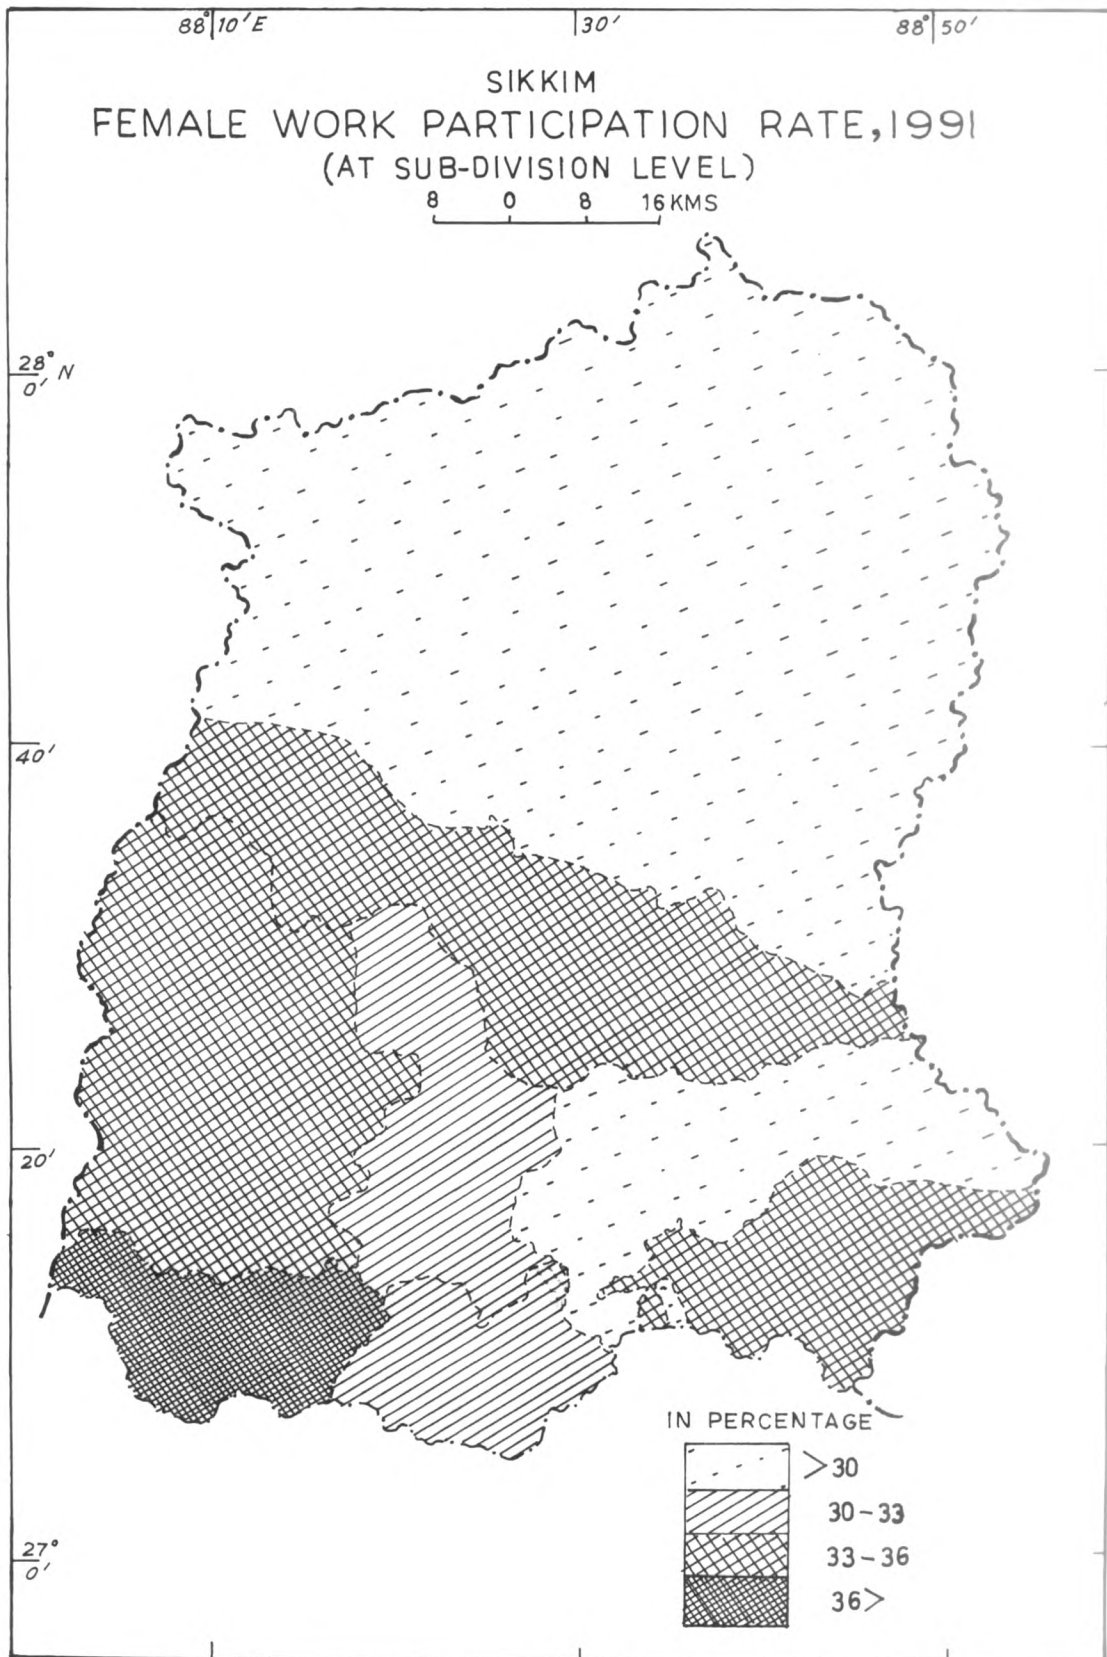 88° 10' E 30' 88° 50'
SIKKIM
FEMALE WORK PARTICIPATION RATE, 1991
(AT SUB-DIVISION LEVEL)
8 0 8 16 KMS
28° 0' N
40'
20'
27° 0'
IN PERCENTAGE
>30
30-33
33-36
36>